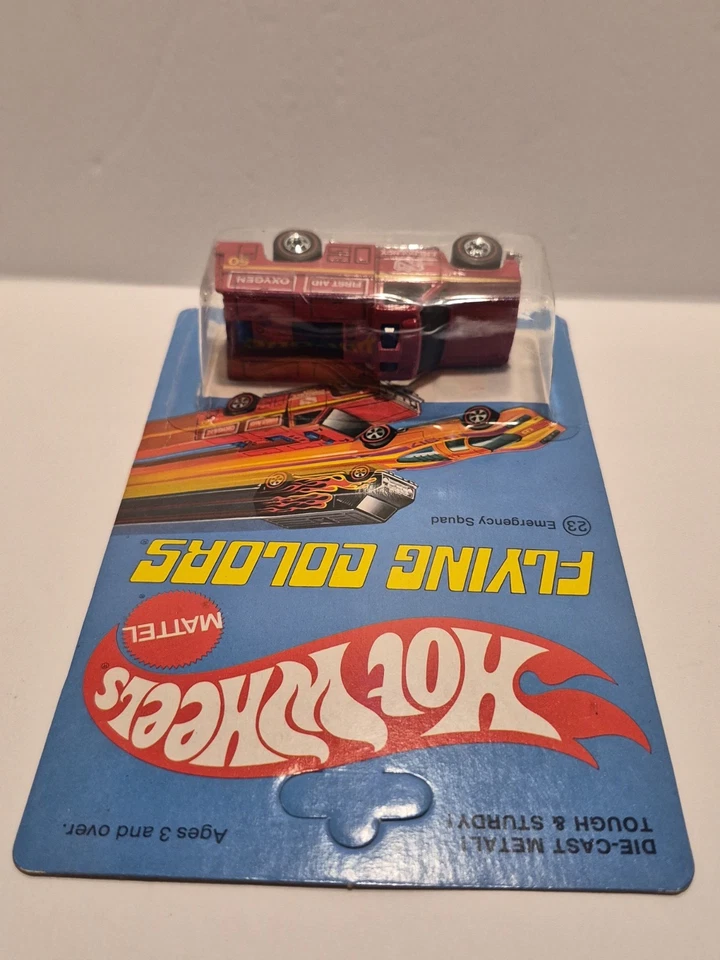 DIE-CAST METAL!
TOUGH & STURDY!
Ages 3 and over.
HOT WHEELS®
MATTEL
FLYING COLORS®
23 Emergency Squad
FIRST AID
OXYGEN
50